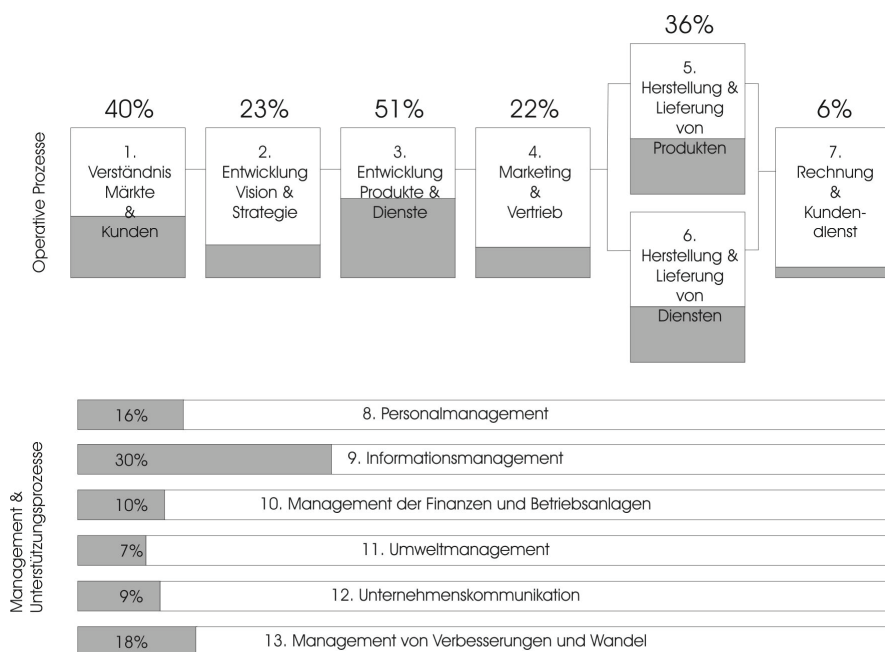 Operative Prozesse
40%
1.
Verständnis
Märkte
&
Kunden
23%
2.
Entwicklung
Vision &
Strategie
51%
3.
Entwicklung
Produkte &
Dienste
22%
4.
Marketing
&
Vertrieb
36%
5.
Herstellung &
Lieferung
von
Produkten
6.
Herstellung &
Lieferung
von
Diensten
6%
7.
Rechnung
&
Kunden-
dienst
Management &
Unterstützungsprozesse
16% 8. Personalmanagement
30% 9. Informationsmanagement
10% 10. Management der Finanzen und Betriebsanlagen
7% 11. Umweltmanagement
9% 12. Unternehmenskommunikation
18% 13. Management von Verbesserungen und Wandel